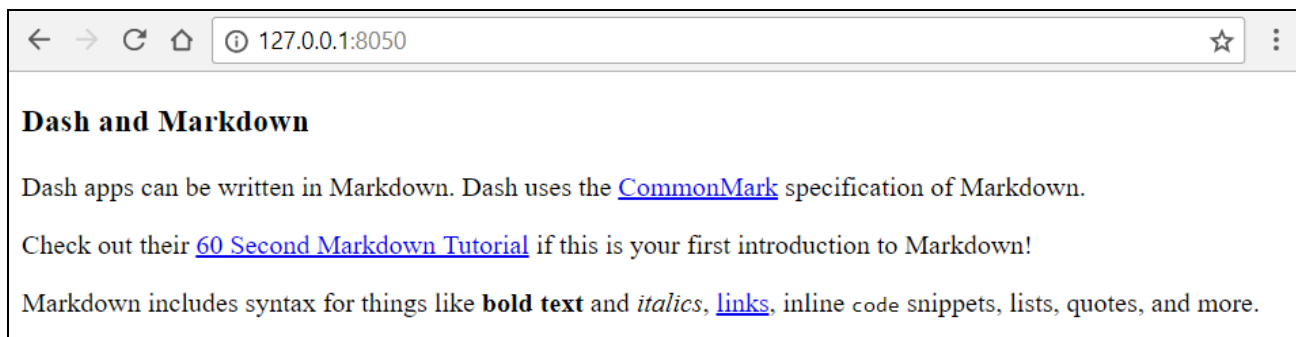 127.0.0.1:8050
Dash and Markdown
Dash apps can be written in Markdown. Dash uses the CommonMark specification of Markdown.
Check out their 60 Second Markdown Tutorial if this is your first introduction to Markdown!
Markdown includes syntax for things like bold text and italics, links, inline code snippets, lists, quotes, and more.